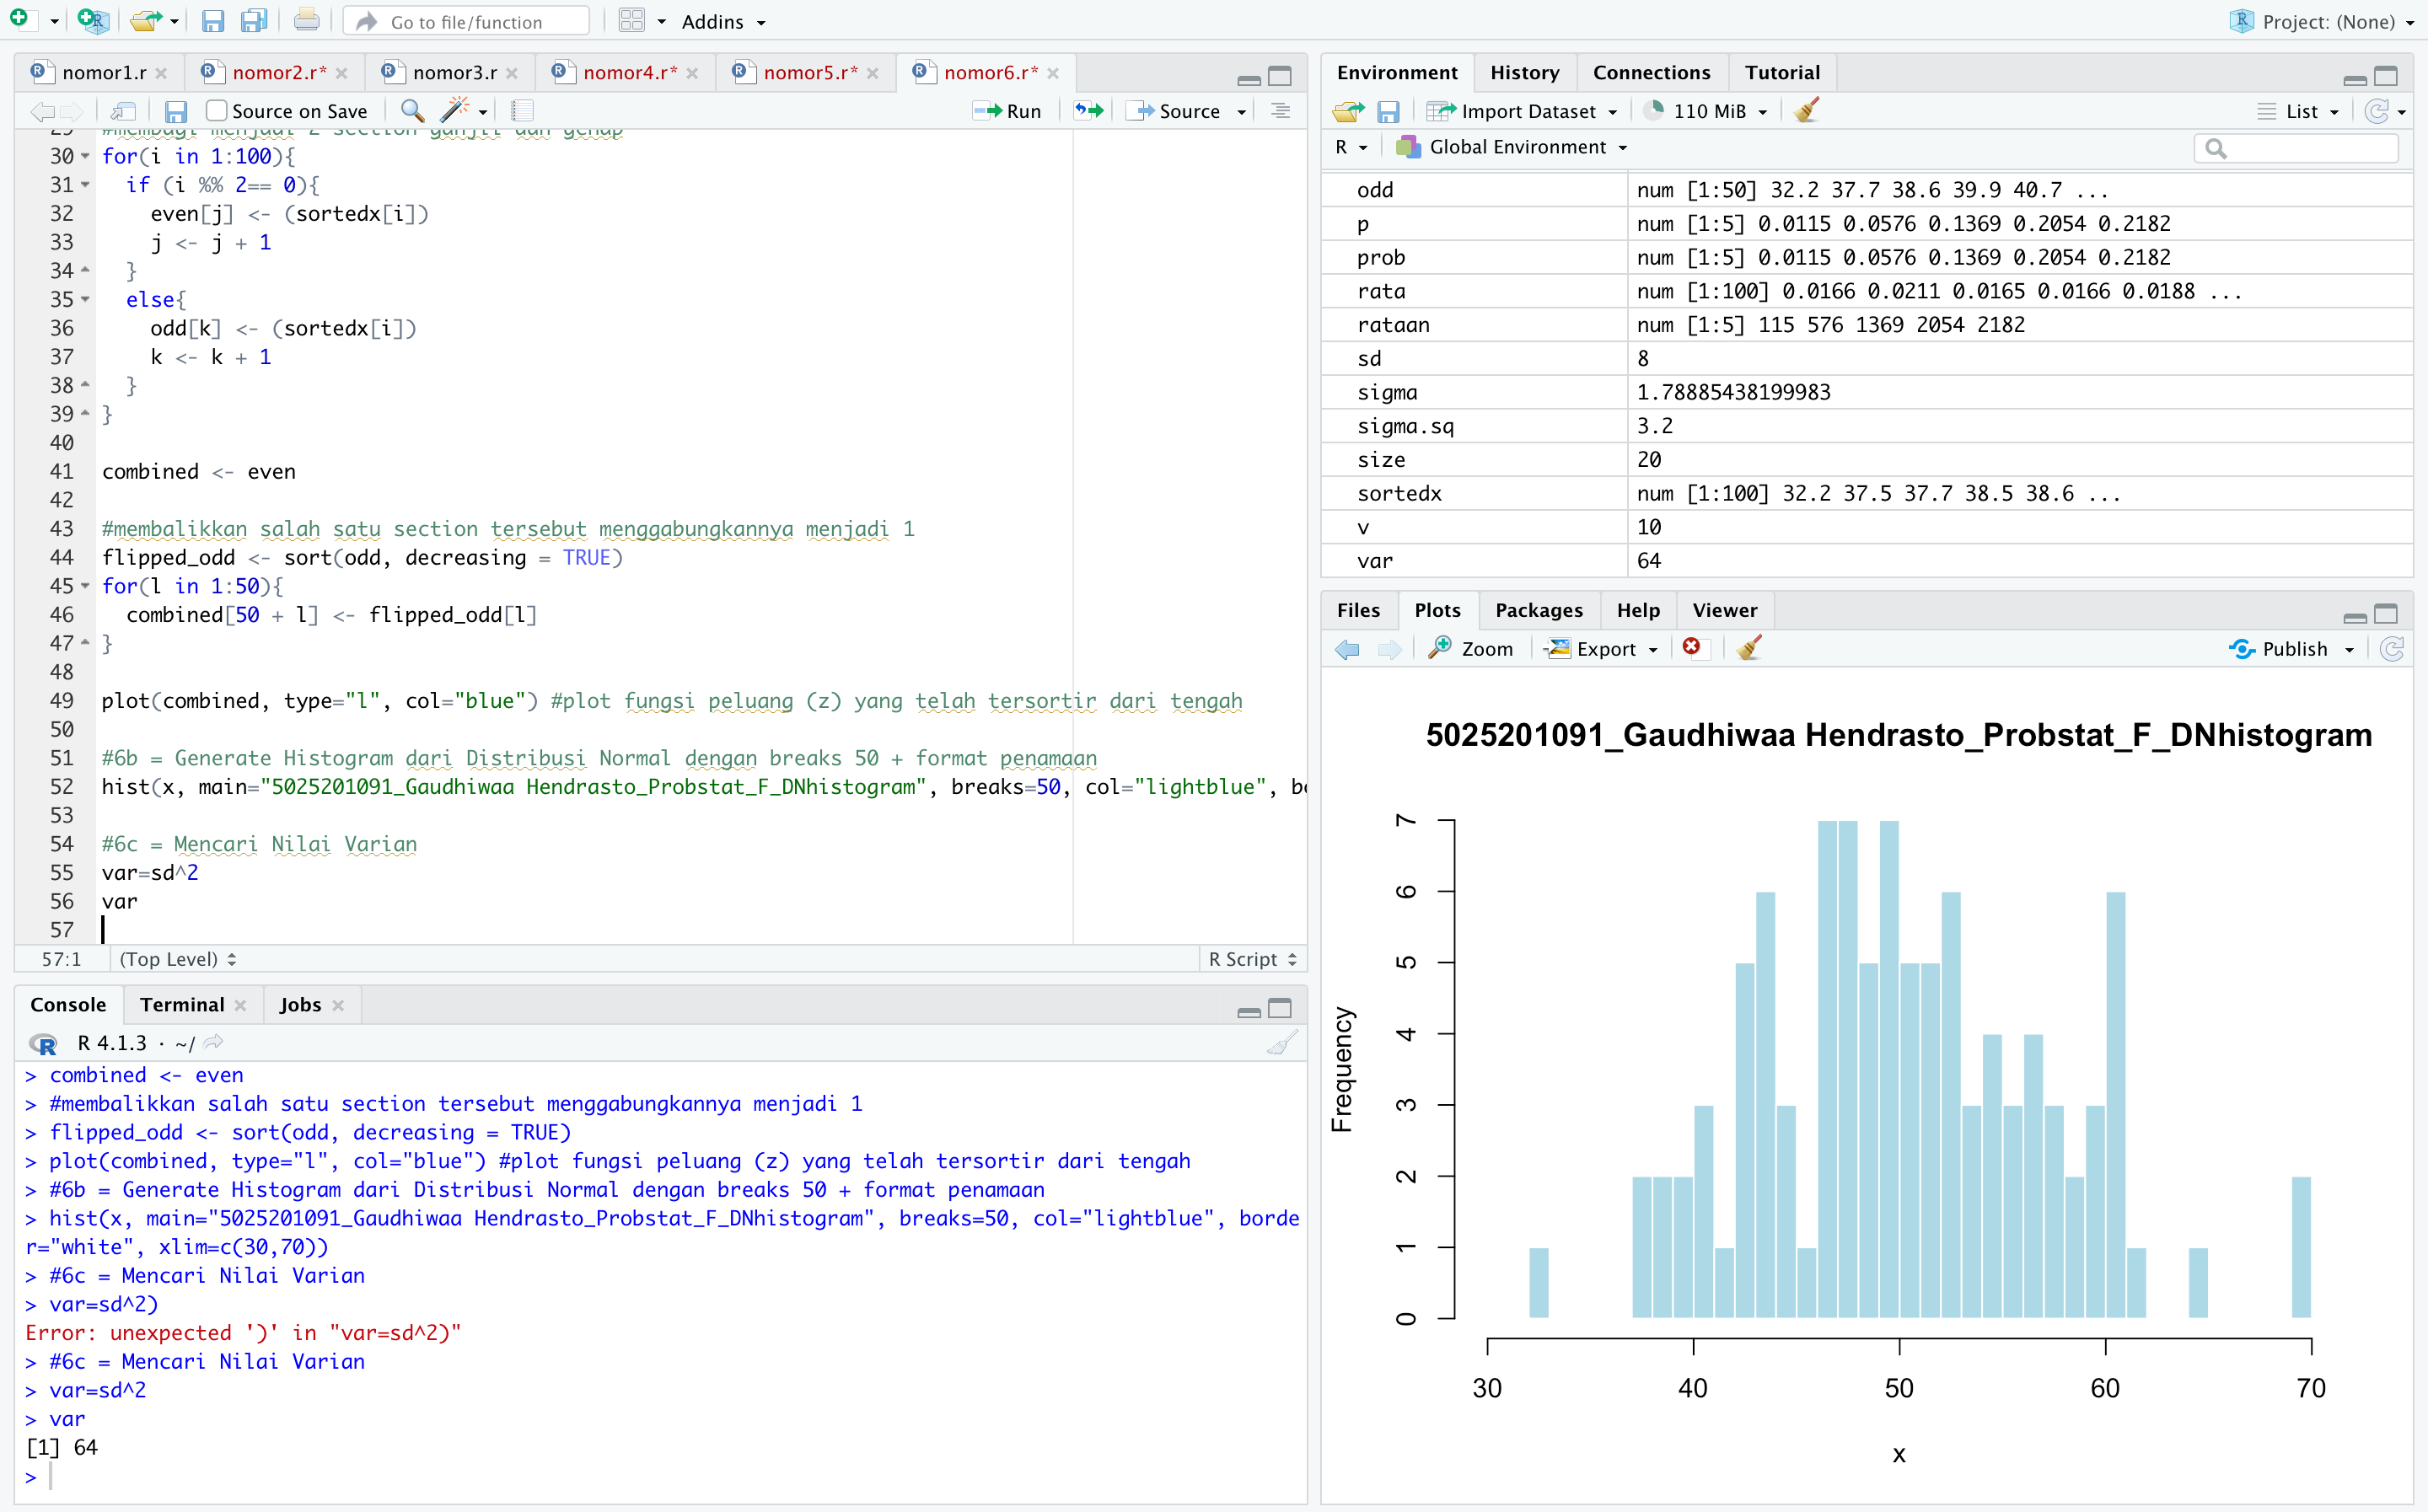 Go to file/function
Addins
Project: (None)
nomor1.r
nomor2.r*
nomor3.r
nomor4.r*
nomor5.r*
nomor6.r*
Source on Save
Run
Source
29 #membagi menjadi 2 section ganjil dan genap
30 for(i in 1:100){
31 if (i %% 2== 0){
32 even[j] <- (sortedx[i])
33 j <- j + 1
34 }
35 else{
36 odd[k] <- (sortedx[i])
37 k <- k + 1
38 }
39 }
40
41 combined <- even
42
43 #membalikkan salah satu section tersebut menggabungkannya menjadi 1
44 flipped_odd <- sort(odd, decreasing = TRUE)
45 for(l in 1:50){
46 combined[50 + l] <- flipped_odd[l]
47 }
48
49 plot(combined, type="l", col="blue") #plot fungsi peluang (z) yang telah tersortir dari tengah
50
51 #6b = Generate Histogram dari Distribusi Normal dengan breaks 50 + format penamaan
52 hist(x, main="5025201091_Gaudhiwaa Hendrasto_Probstat_F_DNhistogram", breaks=50, col="lightblue", bo
53
54 #6c = Mencari Nilai Varian
55 var=sd^2
56 var
57
57:1 (Top Level) R Script
Console
Terminal
Jobs
R 4.1.3 · ~/
> combined <- even
> #membalikkan salah satu section tersebut menggabungkannya menjadi 1
> flipped_odd <- sort(odd, decreasing = TRUE)
> plot(combined, type="l", col="blue") #plot fungsi peluang (z) yang telah tersortir dari tengah
> #6b = Generate Histogram dari Distribusi Normal dengan breaks 50 + format penamaan
> hist(x, main="5025201091_Gaudhiwaa Hendrasto_Probstat_F_DNhistogram", breaks=50, col="lightblue", borde
r="white", xlim=c(30,70))
> #6c = Mencari Nilai Varian
> var=sd^2)
Error: unexpected ')' in "var=sd^2)"
> #6c = Mencari Nilai Varian
> var=sd^2
> var
[1] 64
>
Environment
History
Connections
Tutorial
Import Dataset
110 MiB
List
R
Global Environment
odd num [1:50] 32.2 37.7 38.6 39.9 40.7 ...
p num [1:5] 0.0115 0.0576 0.1369 0.2054 0.2182
prob num [1:5] 0.0115 0.0576 0.1369 0.2054 0.2182
rata num [1:100] 0.0166 0.0211 0.0165 0.0166 0.0188 ...
rataan num [1:5] 115 576 1369 2054 2182
sd 8
sigma 1.78885438199983
sigma.sq 3.2
size 20
sortedx num [1:100] 32.2 37.5 37.7 38.5 38.6 ...
v 10
var 64
Files
Plots
Packages
Help
Viewer
Zoom
Export
Publish
5025201091_Gaudhiwaa Hendrasto_Probstat_F_DNhistogram
Frequency
7
6
5
4
3
2
1
0
30 40 50 60 70
x